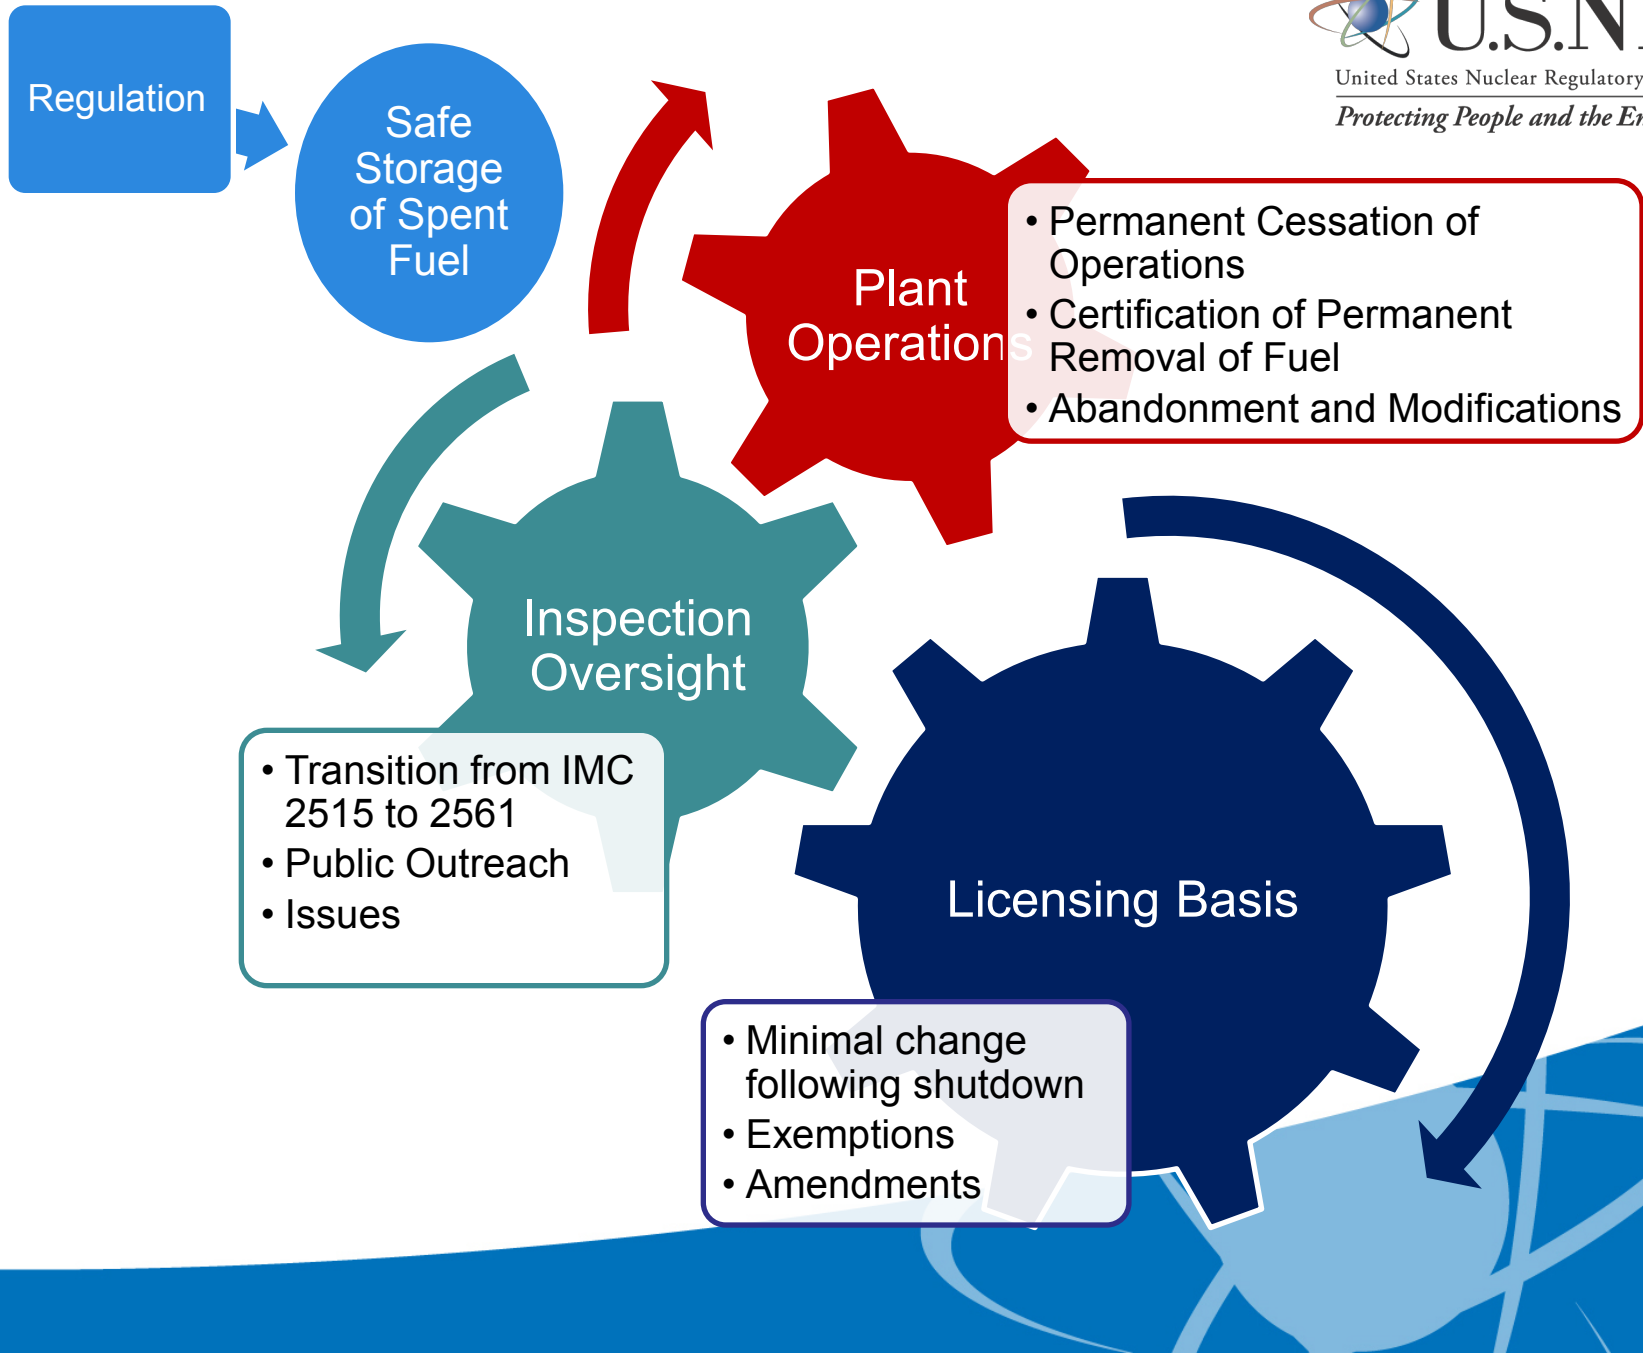 Regulation
Safe
Storage
of Spent
Fuel
U.S.N
United States Nuclear Regulatory
Protecting People and the
Plant
Operations
• Permanent Cessation of
Operations
• Certification of Permanent
Removal of Fuel
• Abandonment and Modifications
Inspection
Oversight
• Transition from IMC
2515 to 2561
• Public Outreach
• Issues
Licensing Basis
• Minimal change
following shutdown
• Exemptions
• Amendments